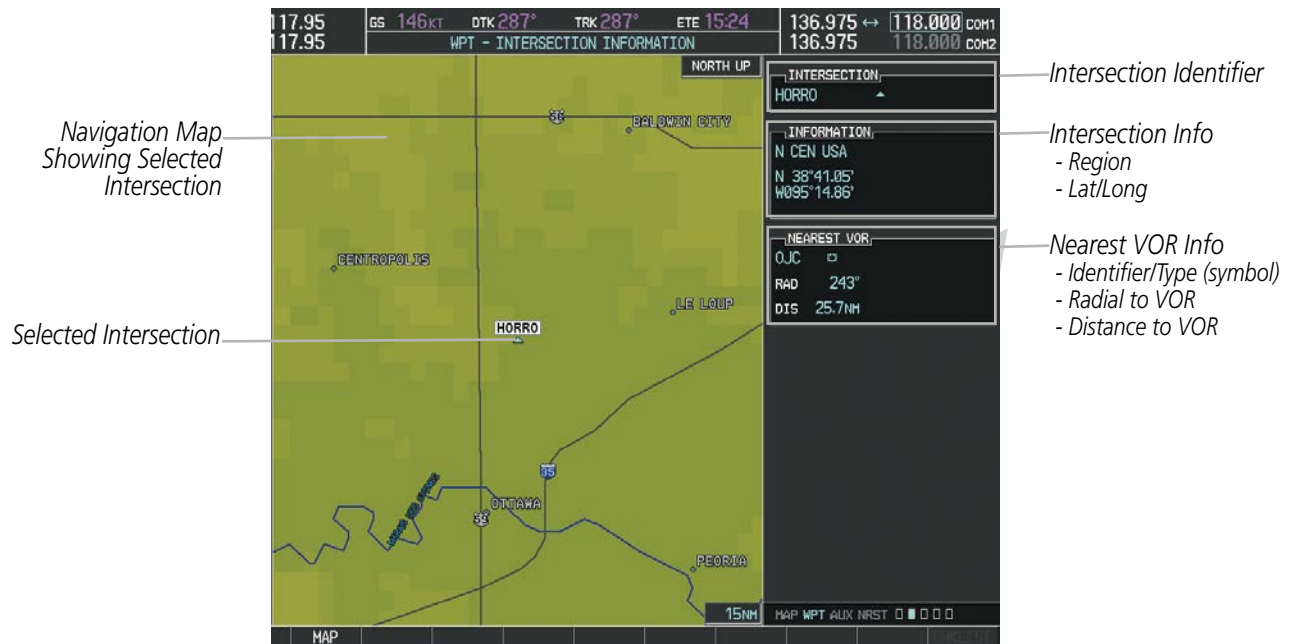 117.95
117.95
GS 146KT DTK 287° TRK 287° ETE 15:24
WPT - INTERSECTION INFORMATION
136.975 ↔ 118.000 COM1
136.975 118.000 COM2
NORTH UP
INTERSECTION
HORRO
INFORMATION
N CEN USA
N 38°41.05'
W095°14.86'
NEAREST VOR
OJC
RAD 243°
DIS 25.7NM
BALDWIN CITY
CENTROPOLIS
LE LOUP
HORRO
35
OTTAWA
PEORIA
15NM
MAP WPT AUX NRST
MAP
Navigation Map
Showing Selected
Intersection
Selected Intersection
Intersection Identifier
Intersection Info
- Region
- Lat/Long
Nearest VOR Info
- Identifier/Type (symbol)
- Radial to VOR
- Distance to VOR